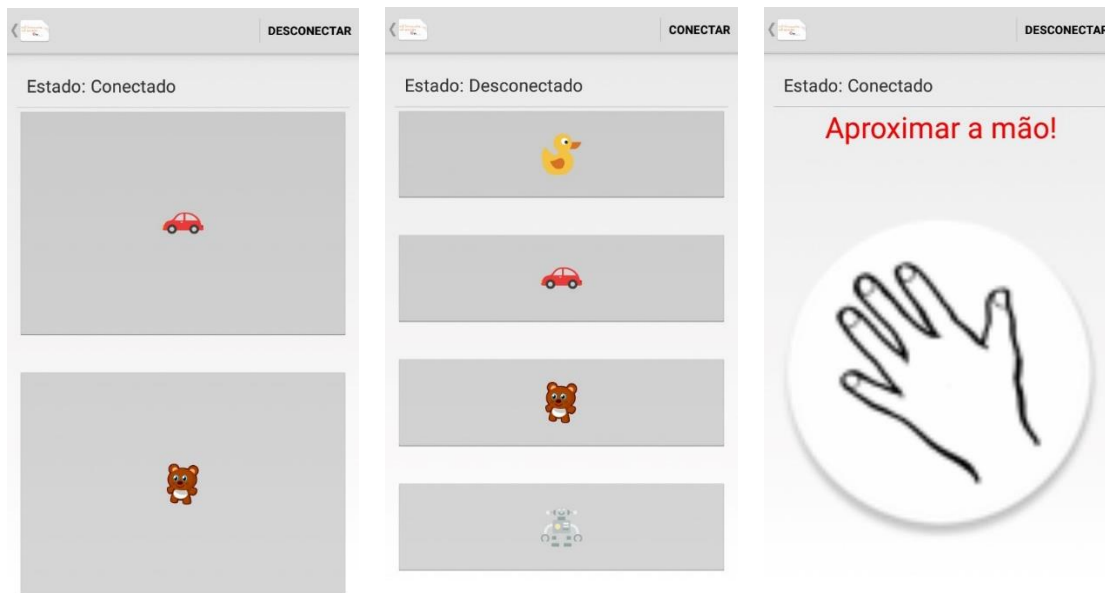 DESCONECTAR
Estado: Conectado
CONECTAR
Estado: Desconectado
DESCONECTAR
Estado: Conectado
Aproximar a mão!